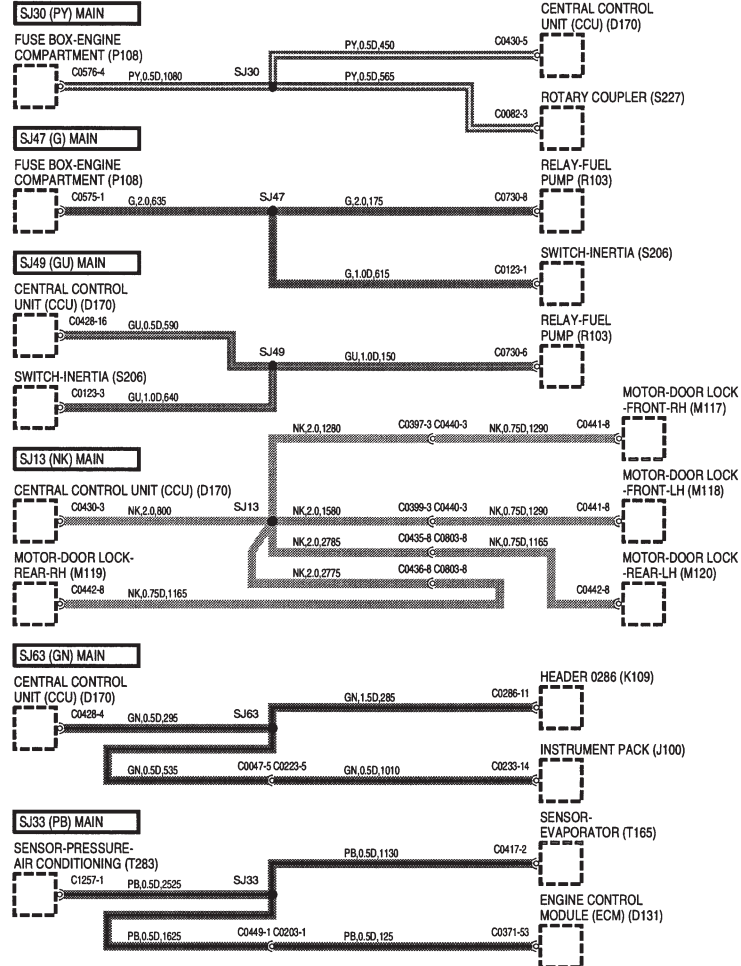 SJ30 (PY) MAIN
CENTRAL CONTROL
UNIT (CCU) (D170)
FUSE BOX-ENGINE
COMPARTMENT (P108)
PY,0.5D,450
C0430-5
C0576-4
PY,0.5D,1080
SJ30
PY,0.5D,565
ROTARY COUPLER (S227)
C0082-3
SJ47 (G) MAIN
FUSE BOX-ENGINE
COMPARTMENT (P108)
RELAY-FUEL
PUMP (R103)
C0575-1
G,2.0,635
SJ47
G,2.0,175
C0730-8
SWITCH-INERTIA (S206)
SJ49 (GU) MAIN
G,1.0D,615
C0123-1
CENTRAL CONTROL
UNIT (CCU) (D170)
RELAY-FUEL
PUMP (R103)
C0428-16
GU,0.5D,590
SJ49
GU,1.0D,150
C0730-6
SWITCH-INERTIA (S206)
C0123-3
GU,1.0D,640
MOTOR-DOOR LOCK
-FRONT-RH (M117)
NK,2.0,1280
C0397-3 C0440-3
NK,0.75D,1290
C0441-8
SJ13 (NK) MAIN
MOTOR-DOOR LOCK
-FRONT-LH (M118)
CENTRAL CONTROL UNIT (CCU) (D170)
C0430-3
NK,2.0,800
SJ13
NK,2.0,1580
C0399-3 C0440-3
NK,0.75D,1290
C0441-8
NK,2.0,2785
C0435-8 C0803-8
NK,0.75D,1165
MOTOR-DOOR LOCK-
REAR-RH (M119)
MOTOR-DOOR LOCK
-REAR-LH (M120)
NK,2.0,2775
C0436-8 C0803-8
C0442-8
NK,0.75D,1165
C0442-8
SJ63 (GN) MAIN
CENTRAL CONTROL
UNIT (CCU) (D170)
HEADER 0286 (K109)
GN,1.5D,285
C0286-11
C0428-4
GN,0.5D,295
SJ63
INSTRUMENT PACK (J100)
GN,0.5D,535
C0047-5 C0223-5
GN,0.5D,1010
C0233-14
SJ33 (PB) MAIN
SENSOR-
EVAPORATOR (T165)
SENSOR-PRESSURE-
AIR CONDITIONING (T283)
PB,0.5D,1130
C0417-2
C1257-1
PB,0.5D,2525
SJ33
ENGINE CONTROL
MODULE (ECM) (D131)
PB,0.5D,1625
C0449-1 C0203-1
PB,0.5D,125
C0371-53